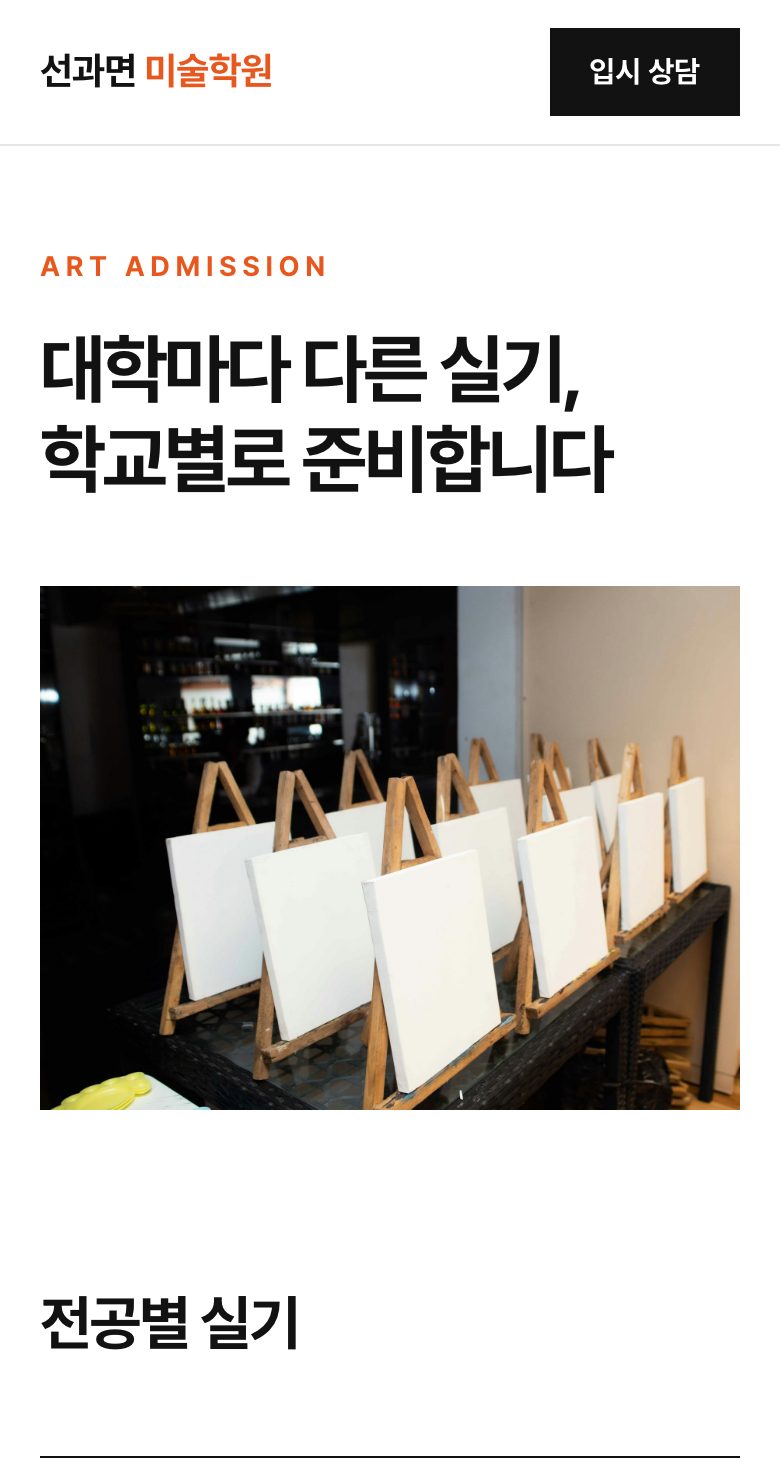 선과면 미술학원
입시 상담
ART ADMISSION
대학마다 다른 실기,
학교별로 준비합니다
전공별 실기